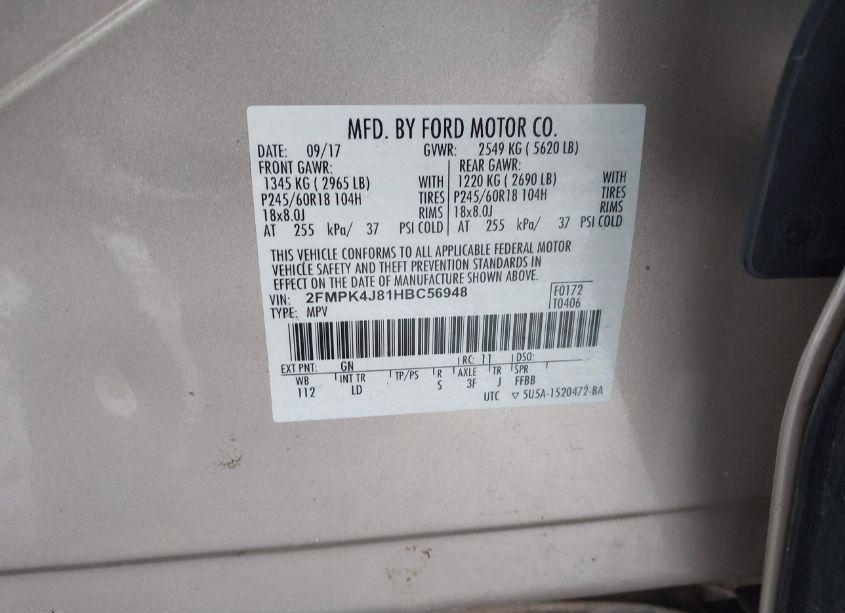 MFD. BY FORD MOTOR CO.
DATE: 09/17 GVWR: 2549 KG ( 5620 LB)
FRONT GAWR: REAR GAWR:
1345 KG ( 2965 LB) WITH 1220 KG ( 2690 LB) WITH
P245/60R18 104H TIRES P245/60R18 104H TIRES
18x8.0J RIMS 18x8.0J RIMS
AT 255 kPa/ 37 PSI COLD AT 255 kPa/ 37 PSI COLD
THIS VEHICLE CONFORMS TO ALL APPLICABLE FEDERAL MOTOR
VEHICLE SAFETY AND THEFT PREVENTION STANDARDS IN
EFFECT ON THE DATE OF MANUFACTURE SHOWN ABOVE.
VIN: 2FMPK4J81HBC56948 F0172
TYPE: MPV T0406
EXT PNT: GN RC: 11 DSO:
WB INT TR TP/PS R AXLE TR SPR
112 LD S 3F J FFBB
UTC ▽ 5U5A-1520472-BA